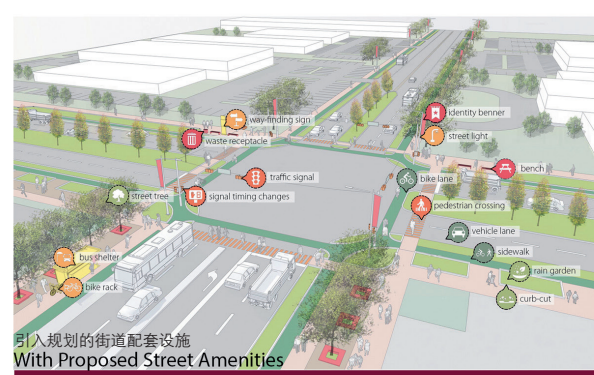 way-finding sign
identity benner
waste receptacle
street light
traffic signal
bike lane
bench
street tree
signal timing changes
pedestrian crossing
vehicle lane
bus shelter
sidewalk
bike rack
rain garden
curb-cut
引入规划的街道配套设施
With Proposed Street Amenities